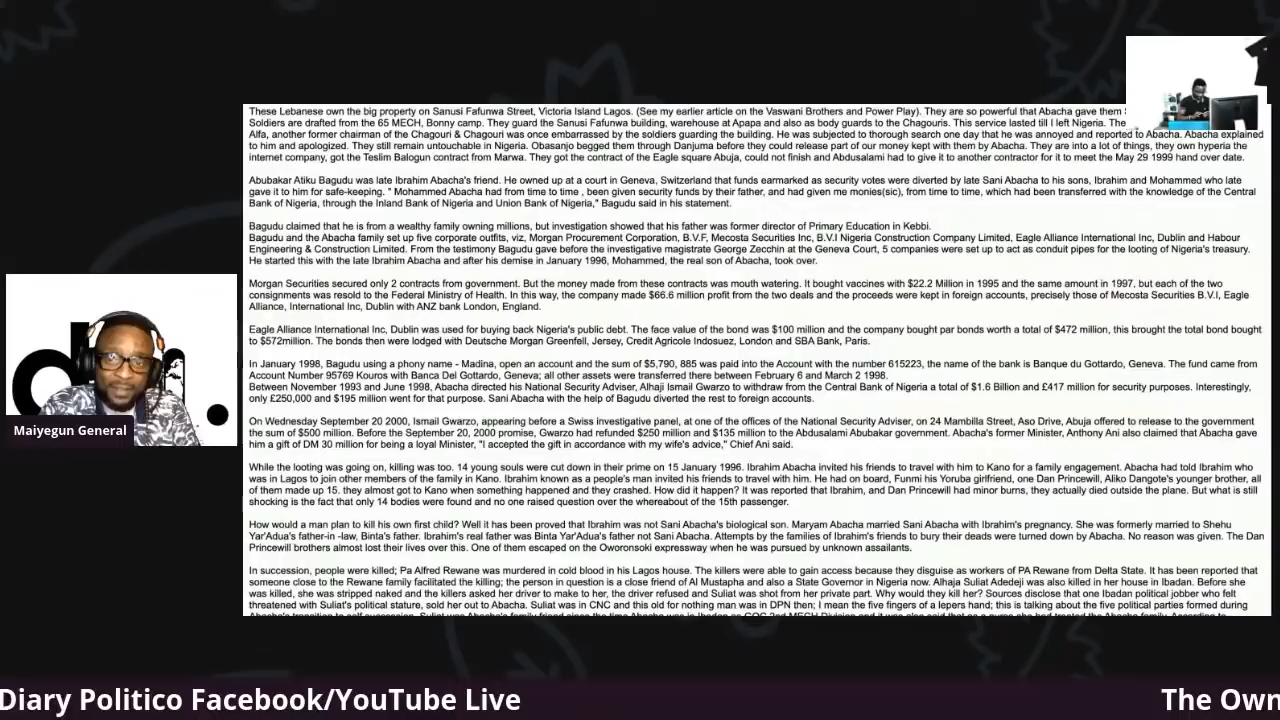 These Lebanese own the big property on Sanusi Fafunwa Street, Victoria Island Lagos. (See my earlier article on the Vaswani Brothers and Power Play). They are so powerful that Abacha gave them
Soldiers are drafted from the 65 MECH, Bonny camp. They guard the Sanusi Fafunwa building, warehouse at Apapa and also as body guards to the Chagouris. This service lasted till I left Nigeria. The
Alfa, another former chairman of the Chagouri & Chagouri was once embarrassed by the soldiers guarding the building. He was subjected to thorough search one day that he was annoyed and reported to Abacha. Abacha explained
to him and apologized. They still remain untouchable in Nigeria. Obasanjo begged them through Danjuma before they could release part of our money kept with them by Abacha. They are into a lot of things, they own hyperia the
internet company, got the Teslim Balogun contract from Marwa. They got the contract of the Eagle square Abuja, could not finish and Abdusalami had to give it to another contractor for it to meet the May 29 1999 hand over date.
Abubakar Atiku Bagudu was late Ibrahim Abacha's friend. He owned up at a court in Geneva, Switzerland that funds earmarked as security votes were diverted by late Sani Abacha to his sons, Ibrahim and Mohammed who late
gave it to him for safe-keeping. " Mohammed Abacha had from time to time , been given security funds by their father, and had given me monies(sic), from time to time, which had been transferred with the knowledge of the Central
Bank of Nigeria, through the Inland Bank of Nigeria and Union Bank of Nigeria," Bagudu said in his statement.
Bagudu claimed that he is from a wealthy family owning millions, but investigation showed that his father was former director of Primary Education in Kebbi.
Bagudu and the Abacha family set up five corporate outfits, viz, Morgan Procurement Corporation, B.V.F, Mecosta Securities Inc, B.V.I Nigeria Construction Company Limited, Eagle Alliance International Inc, Dublin and Habour
Engineering & Construction Limited. From the testimony Bagudu gave before the investigative magistrate George Zecchin at the Geneva Court, 5 companies were set up to act as conduit pipes for the looting of Nigeria's treasury.
He started this with the late Ibrahim Abacha and after his demise in January 1996, Mohammed, the real son of Abacha, took over.
Morgan Securities secured only 2 contracts from government. But the money made from these contracts was mouth watering. It bought vaccines with $22.2 Million in 1995 and the same amount in 1997, but each of the two
consignments was resold to the Federal Ministry of Health. In this way, the company made $66.6 million profit from the two deals and the proceeds were kept in foreign accounts, precisely those of Mecosta Securities B.V.I, Eagle
Alliance, International Inc, Dublin with ANZ bank London, England.
Eagle Alliance International Inc, Dublin was used for buying back Nigeria's public debt. The face value of the bond was $100 million and the company bought par bonds worth a total of $472 million, this brought the total bond bought
to $572million. The bonds then were lodged with Deutsche Morgan Greenfell, Jersey, Credit Agricole Indosuez, London and SBA Bank, Paris.
In January 1998, Bagudu using a phony name - Madina, open an account and the sum of $5,790, 885 was paid into the Account with the number 615223, the name of the bank is Banque du Gottardo, Geneva. The fund came from
Account Number 95769 Kouros with Banca Del Gottardo, Geneva; all other assets were transferred there between February 6 and March 2 1998.
Between November 1993 and June 1998, Abacha directed his National Security Adviser, Alhaji Ismail Gwarzo to withdraw from the Central Bank of Nigeria a total of $1.6 Billion and £417 million for security purposes. Interestingly,
only £250,000 and $195 million went for that purpose. Sani Abacha with the help of Bagudu diverted the rest to foreign accounts.
On Wednesday September 20 2000, Ismail Gwarzo, appearing before a Swiss investigative panel, at one of the offices of the National Security Adviser, on 24 Mambilla Street, Aso Drive, Abuja offered to release to the government
the sum of $500 million. Before the September 20, 2000 promise, Gwarzo had refunded $250 million and $135 million to the Abdusalami Abubakar government. Abacha's former Minister, Anthony Ani also claimed that Abacha gave
him a gift of DM 30 million for being a loyal Minister, "I accepted the gift in accordance with my wife's advice," Chief Ani said.
While the looting was going on, killing was too. 14 young souls were cut down in their prime on 15 January 1996. Ibrahim Abacha invited his friends to travel with him to Kano for a family engagement. Abacha had told Ibrahim who
was in Lagos to join other members of the family in Kano. Ibrahim known as a people's man invited his friends to travel with him. He had on board, Funmi his Yoruba girlfriend, one Dan Princewill, Aliko Dangote's younger brother, all
of them made up 15. they almost got to Kano when something happened and they crashed. How did it happen? It was reported that Ibrahim, and Dan Princewill had minor burns, they actually died outside the plane. But what is still
shocking is the fact that only 14 bodies were found and no one raised question over the whereabout of the 15th passenger.
How would a man plan to kill his own first child? Well it has been proved that Ibrahim was not Sani Abacha's biological son. Maryam Abacha married Sani Abacha with Ibrahim's pregnancy. She was formerly married to Shehu
Yar'Adua's father-in -law, Binta's father. Ibrahim's real father was Binta Yar'Adua's father not Sani Abacha. Attempts by the families of Ibrahim's friends to bury their deads were turned down by Abacha. No reason was given. The Dan
Princewill brothers almost lost their lives over this. One of them escaped on the Oworonsoki expressway when he was pursued by unknown assailants.
In succession, people were killed; Pa Alfred Rewane was murdered in cold blood in his Lagos house. The killers were able to gain access because they disguise as workers of PA Rewane from Delta State. It has been reported that
someone close to the Rewane family facilitated the killing; the person in question is a close friend of Al Mustapha and also a State Governor in Nigeria now. Alhaja Suliat Adedeji was also killed in her house in Ibadan. Before she
was killed, she was stripped naked and the killers asked her driver to make to her, the driver refused and Suliat was shot from her private part. Why would they kill her? Sources disclose that one Ibadan political jobber who felt
threatened with Suliat's political stature, sold her out to Abacha. Suliat was in CNC and this old for nothing man was in DPN then; I mean the five fingers of a lepers hand; this is talking about the five political parties formed during
Maiyegun General
Diary Politico Facebook/YouTube Live
The Own